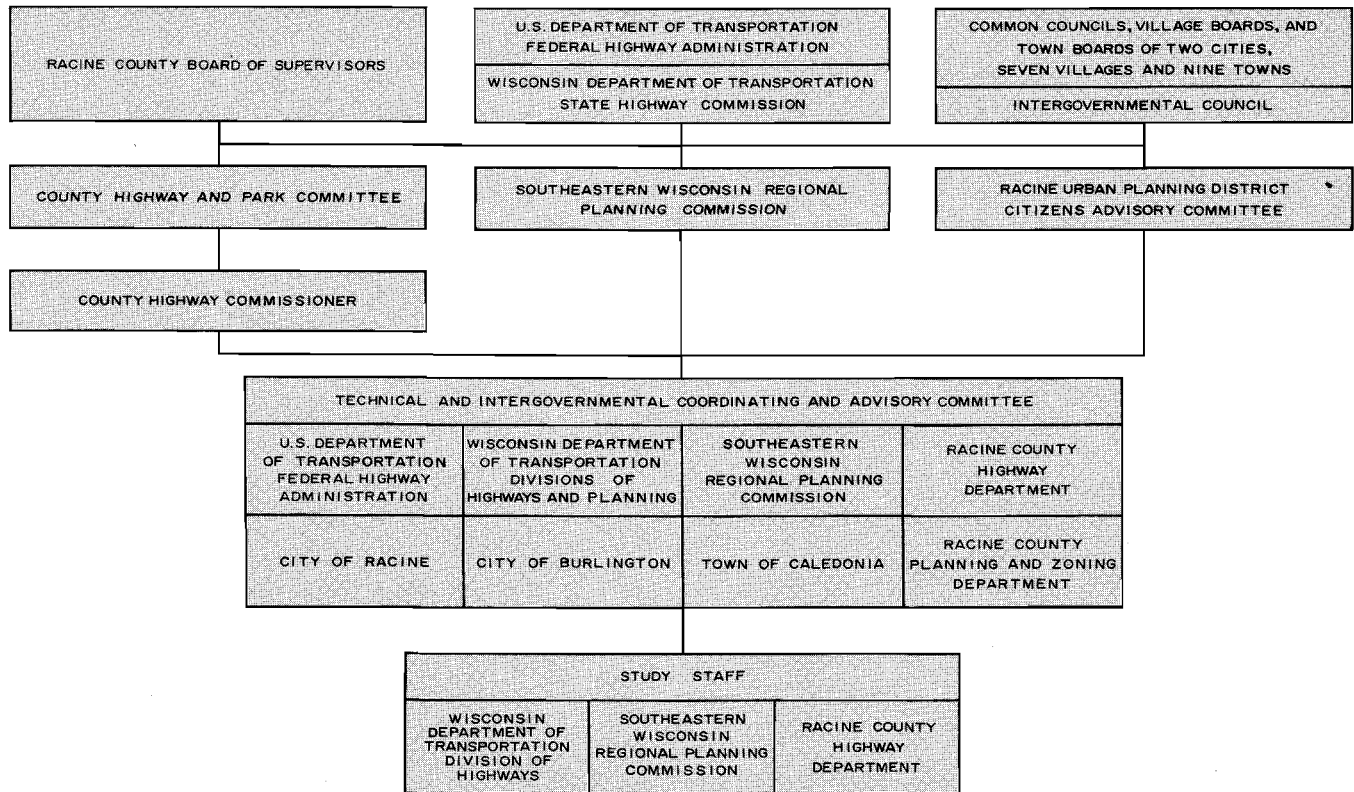 RACINE COUNTY BOARD OF SUPERVISORS
U.S. DEPARTMENT OF TRANSPORTATION
FEDERAL HIGHWAY ADMINISTRATION
WISCONSIN DEPARTMENT OF TRANSPORTATION
STATE HIGHWAY COMMISSION
COMMON COUNCILS, VILLAGE BOARDS, AND
TOWN BOARDS OF TWO CITIES,
SEVEN VILLAGES AND NINE TOWNS
INTERGOVERNMENTAL COUNCIL
COUNTY HIGHWAY AND PARK COMMITTEE
SOUTHEASTERN WISCONSIN REGIONAL
PLANNING COMMISSION
RACINE URBAN PLANNING DISTRICT
CITIZENS ADVISORY COMMITTEE
COUNTY HIGHWAY COMMISSIONER
TECHNICAL AND INTERGOVERNMENTAL COORDINATING AND ADVISORY COMMITTEE
U.S. DEPARTMENT
OF TRANSPORTATION
FEDERAL HIGHWAY
ADMINISTRATION
WISCONSIN DEPARTMENT
OF TRANSPORTATION
DIVISIONS OF
HIGHWAYS AND PLANNING
SOUTHEASTERN
WISCONSIN
REGIONAL PLANNING
COMMISSION
RACINE COUNTY
HIGHWAY
DEPARTMENT
CITY OF RACINE
CITY OF BURLINGTON
TOWN OF CALEDONIA
RACINE COUNTY
PLANNING AND ZONING
DEPARTMENT
STUDY STAFF
WISCONSIN
DEPARTMENT OF
TRANSPORTATION
DIVISION OF
HIGHWAYS
SOUTHEASTERN
WISCONSIN
REGIONAL PLANNING
COMMISSION
RACINE COUNTY
HIGHWAY
DEPARTMENT